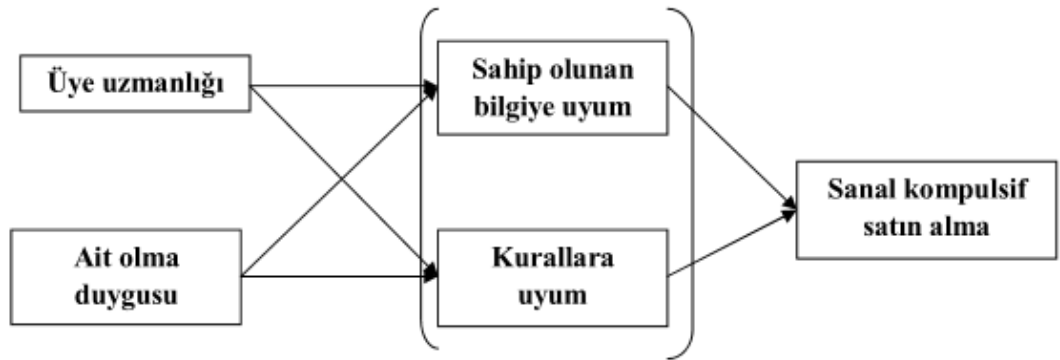 Üye uzmanlığı
Sahip olunan
bilgiye uyum
Sanal kompulsif
satın alma
Ait olma
duygusu
Kurallara
uyum